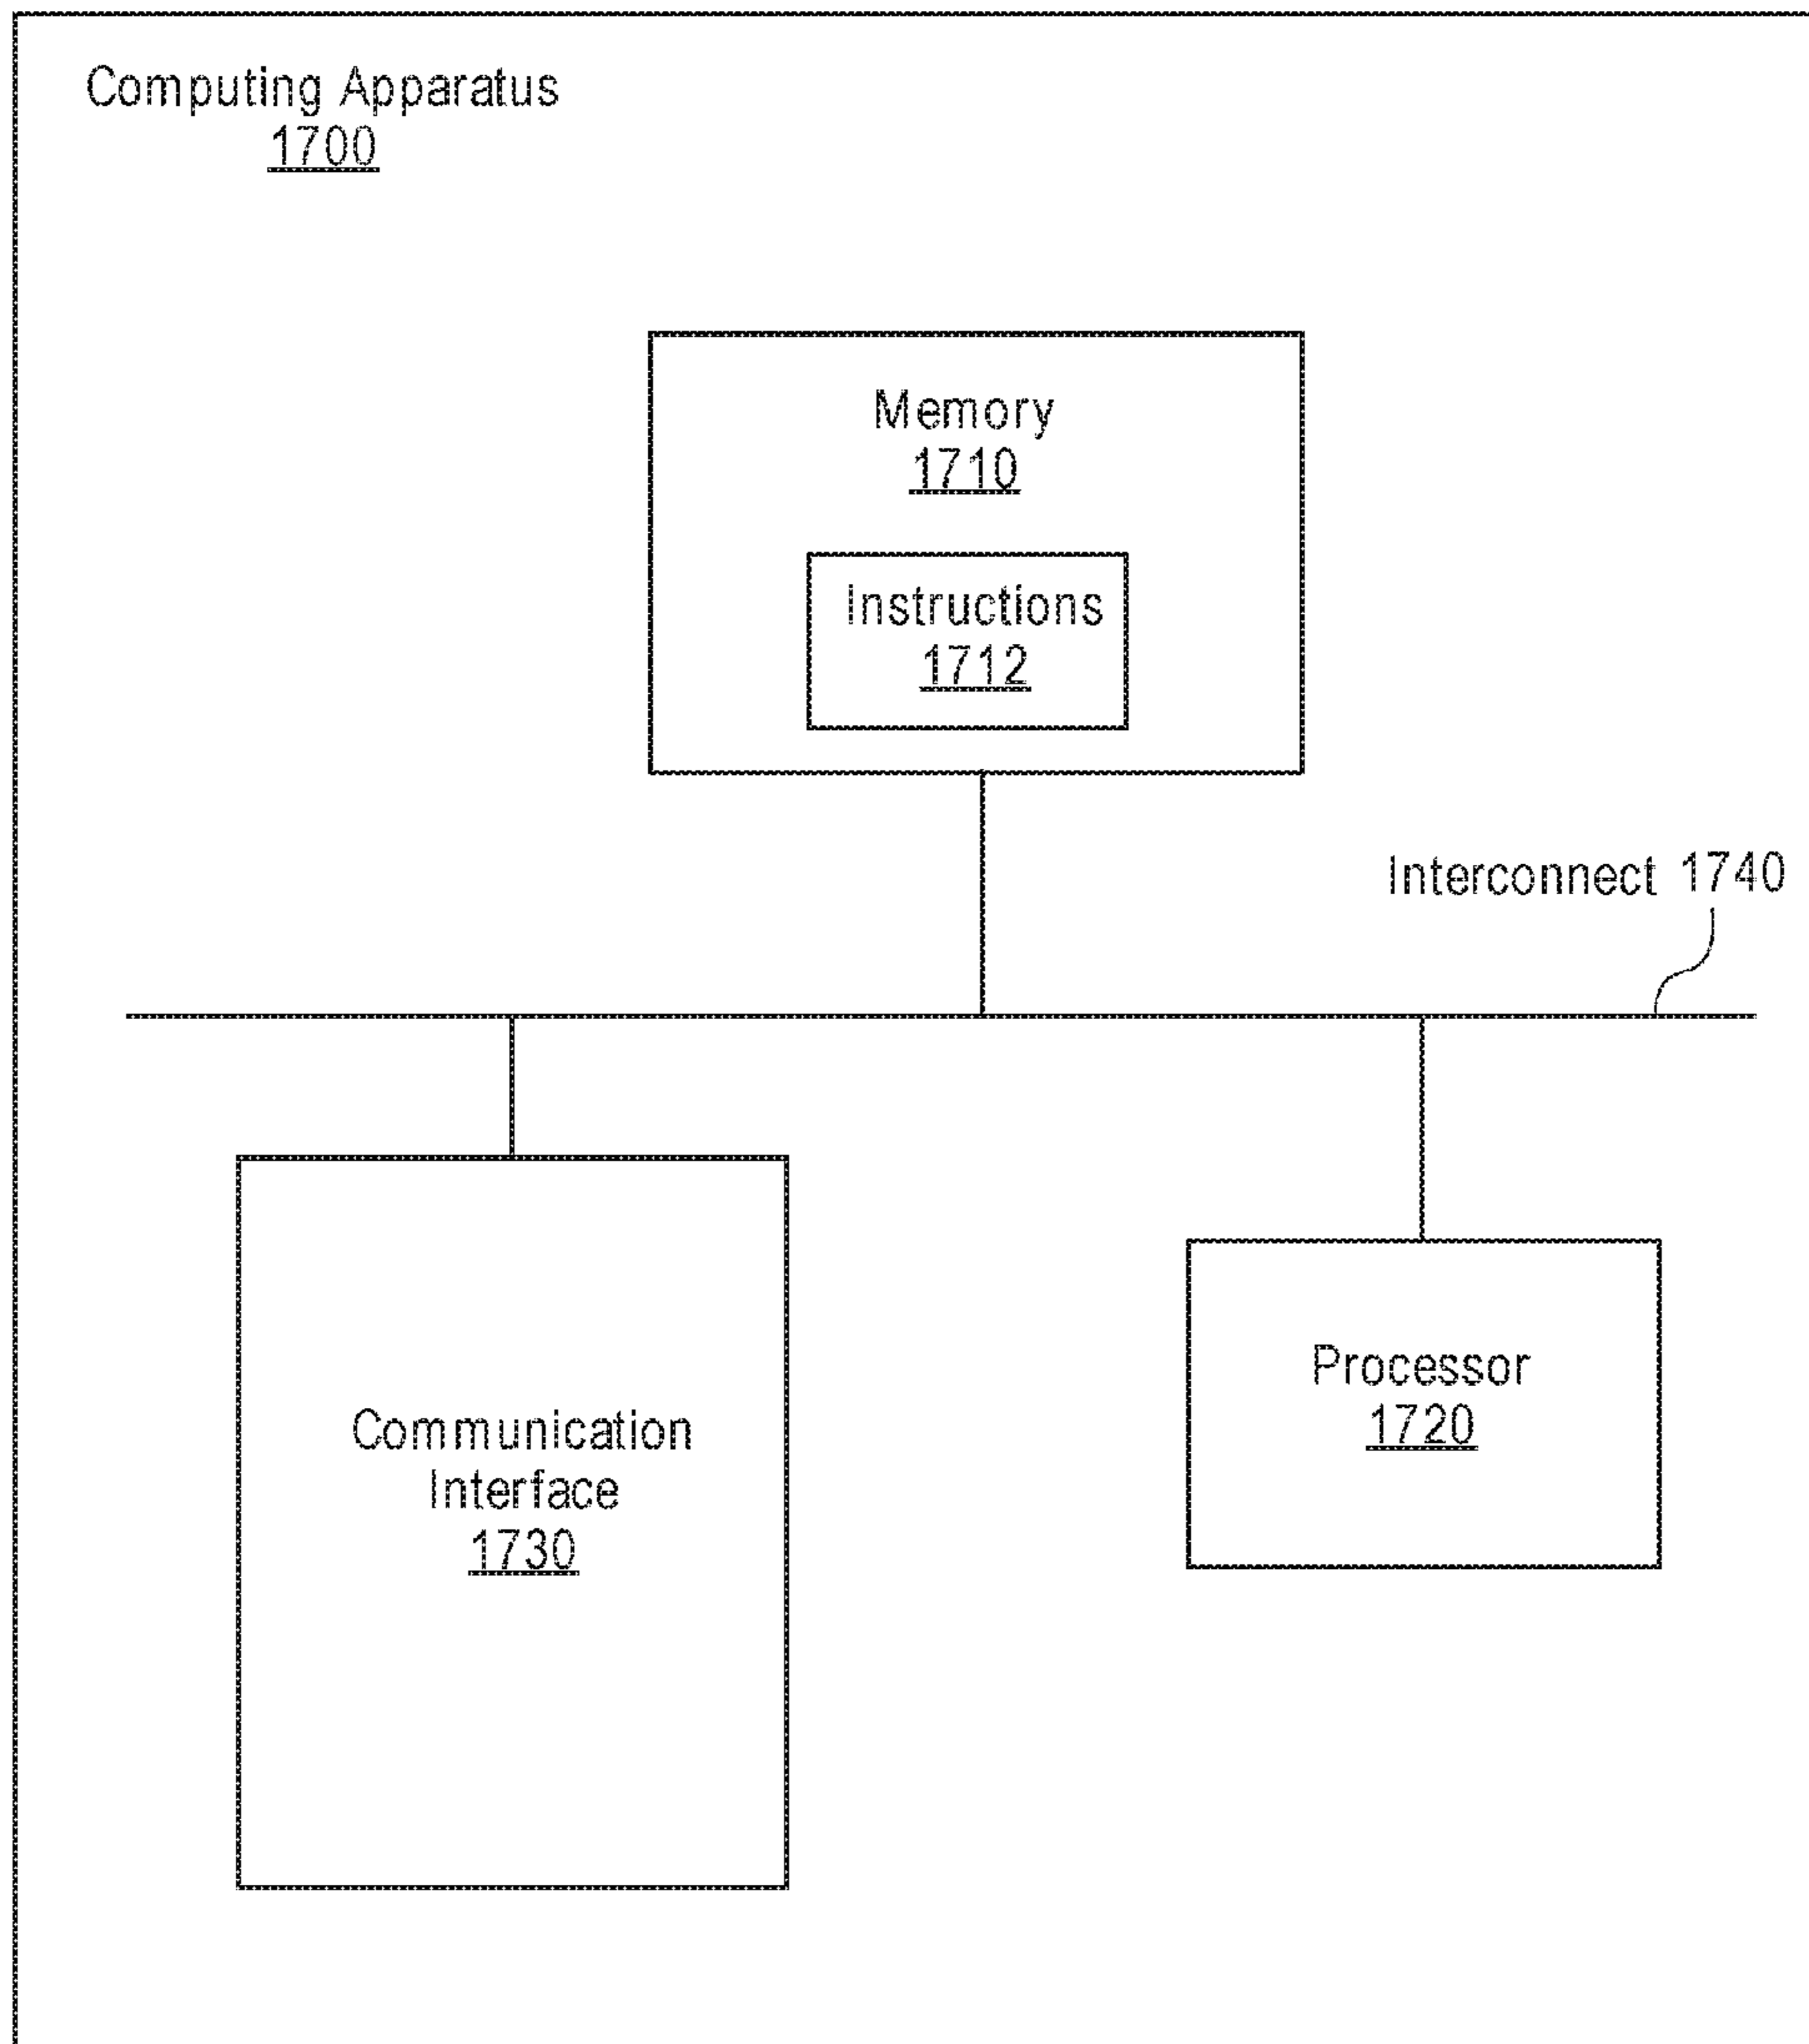 Computing Apparatus
1700
Memory
1710
Instructions
1712
Interconnect 1740
Communication
Interface
1730
Processor
1720